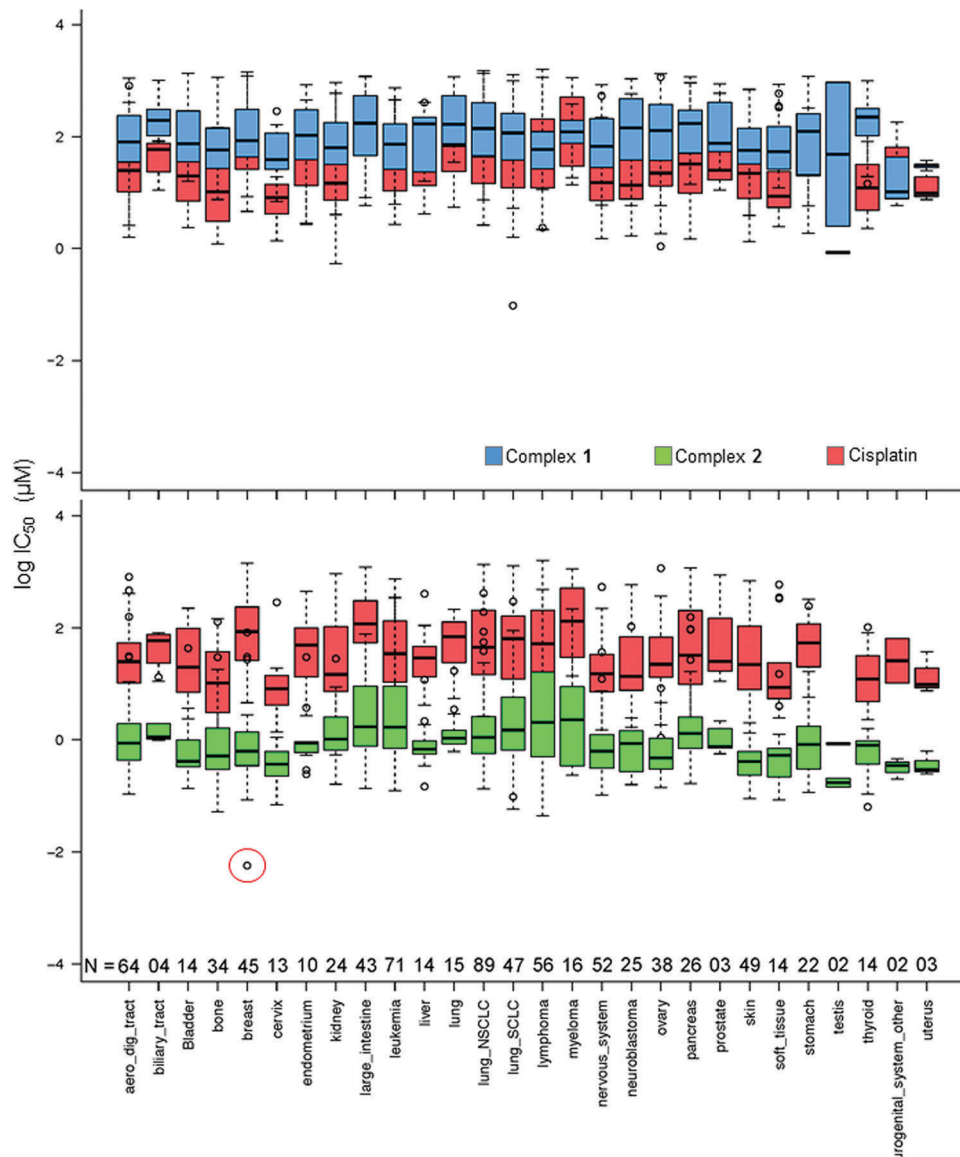 4
2
0
−2
−4
Complex 1
Complex 2
Cisplatin
log IC50 (μM)
4
2
0
−2
−4
N = 64 04 14 34 45 13 10 24 43 71 14 15 89 47 56 16 52 25 38 26 03 49 14 22 02 14 02 03
aero_dig_tract
biliary_tract
Bladder
bone
breast
cervix
endometrium
kidney
large_intestine
leukemia
liver
lung
lung_NSCLC
lung_SCLC
lymphoma
myeloma
nervous_system
neuroblastoma
ovary
pancreas
prostate
skin
soft_tissue
stomach
testis
thyroid
urogenital_system_other
uterus